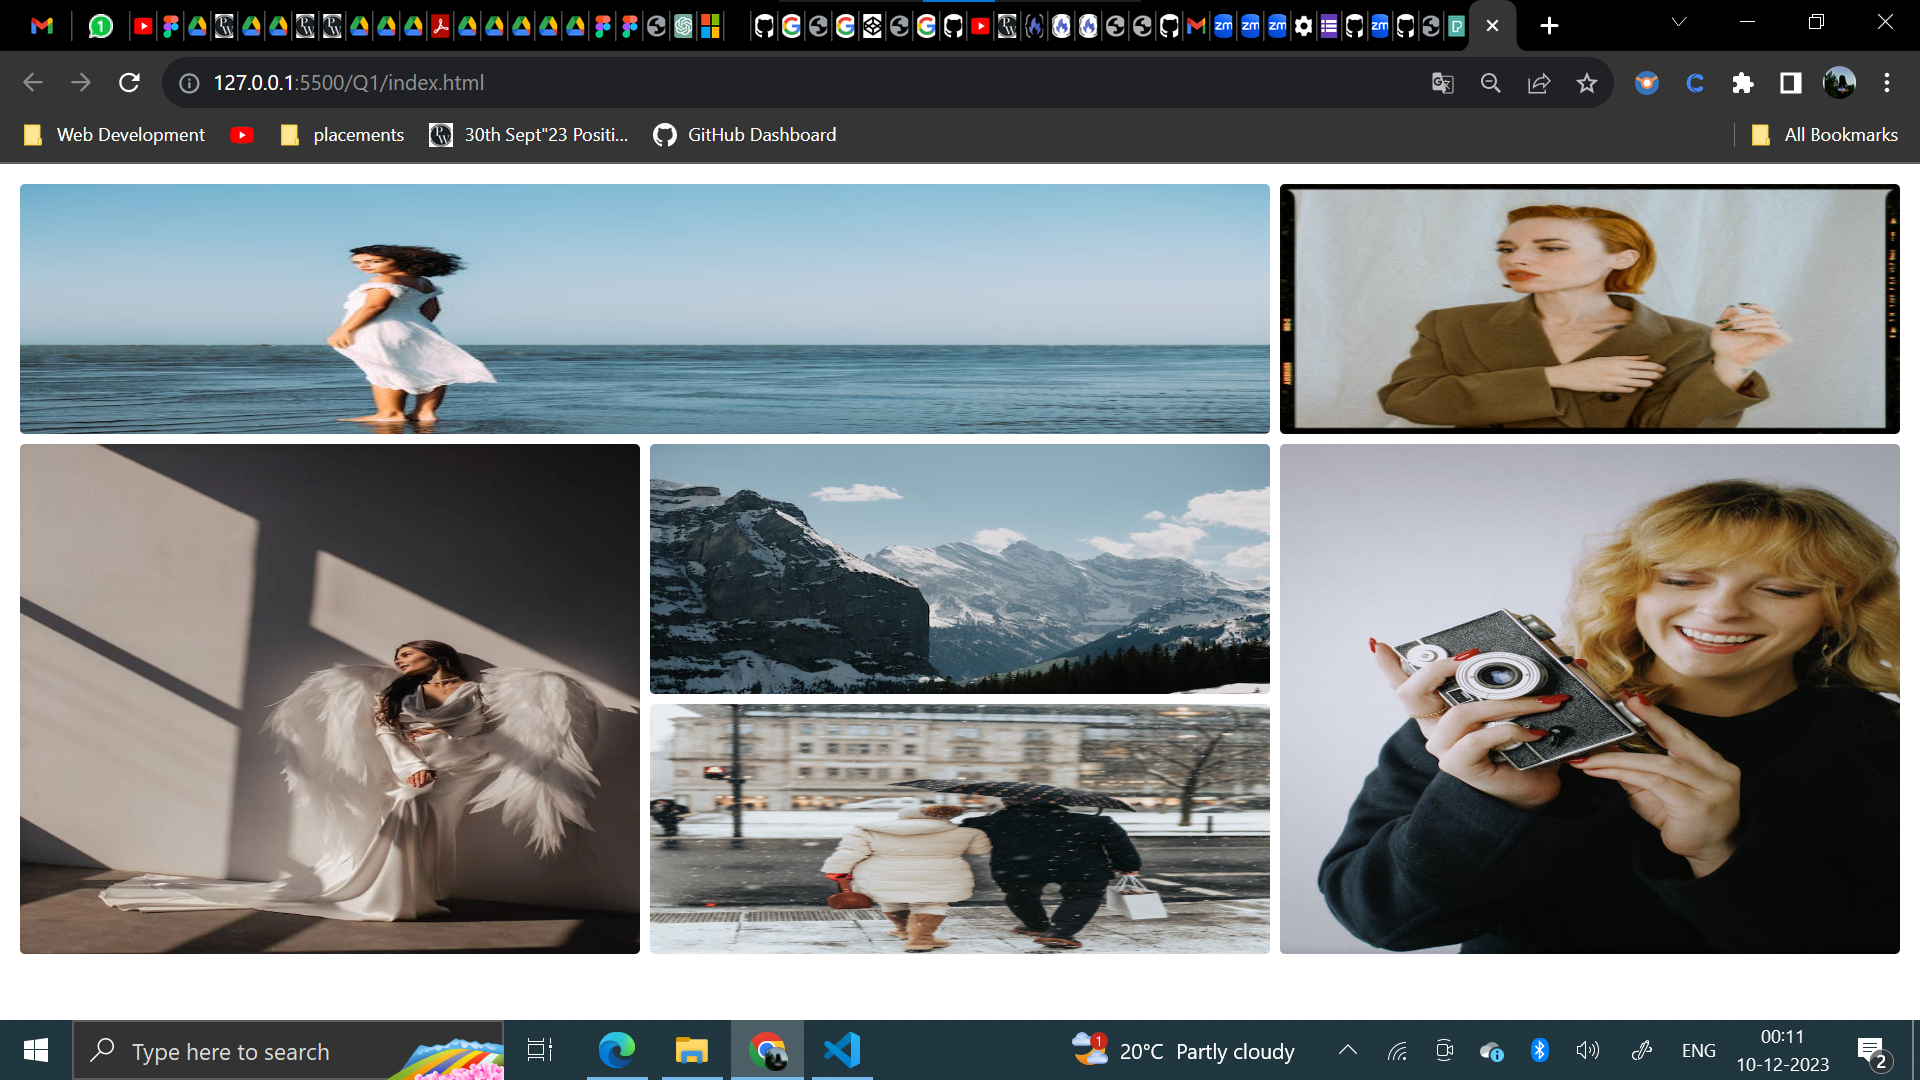 127.0.0.1:5500/Q1/index.html
Web Development
placements
30th Sept"23 Positi...
GitHub Dashboard
All Bookmarks
Type here to search
1
20°C Partly cloudy
ENG
00:11
10-12-2023
2